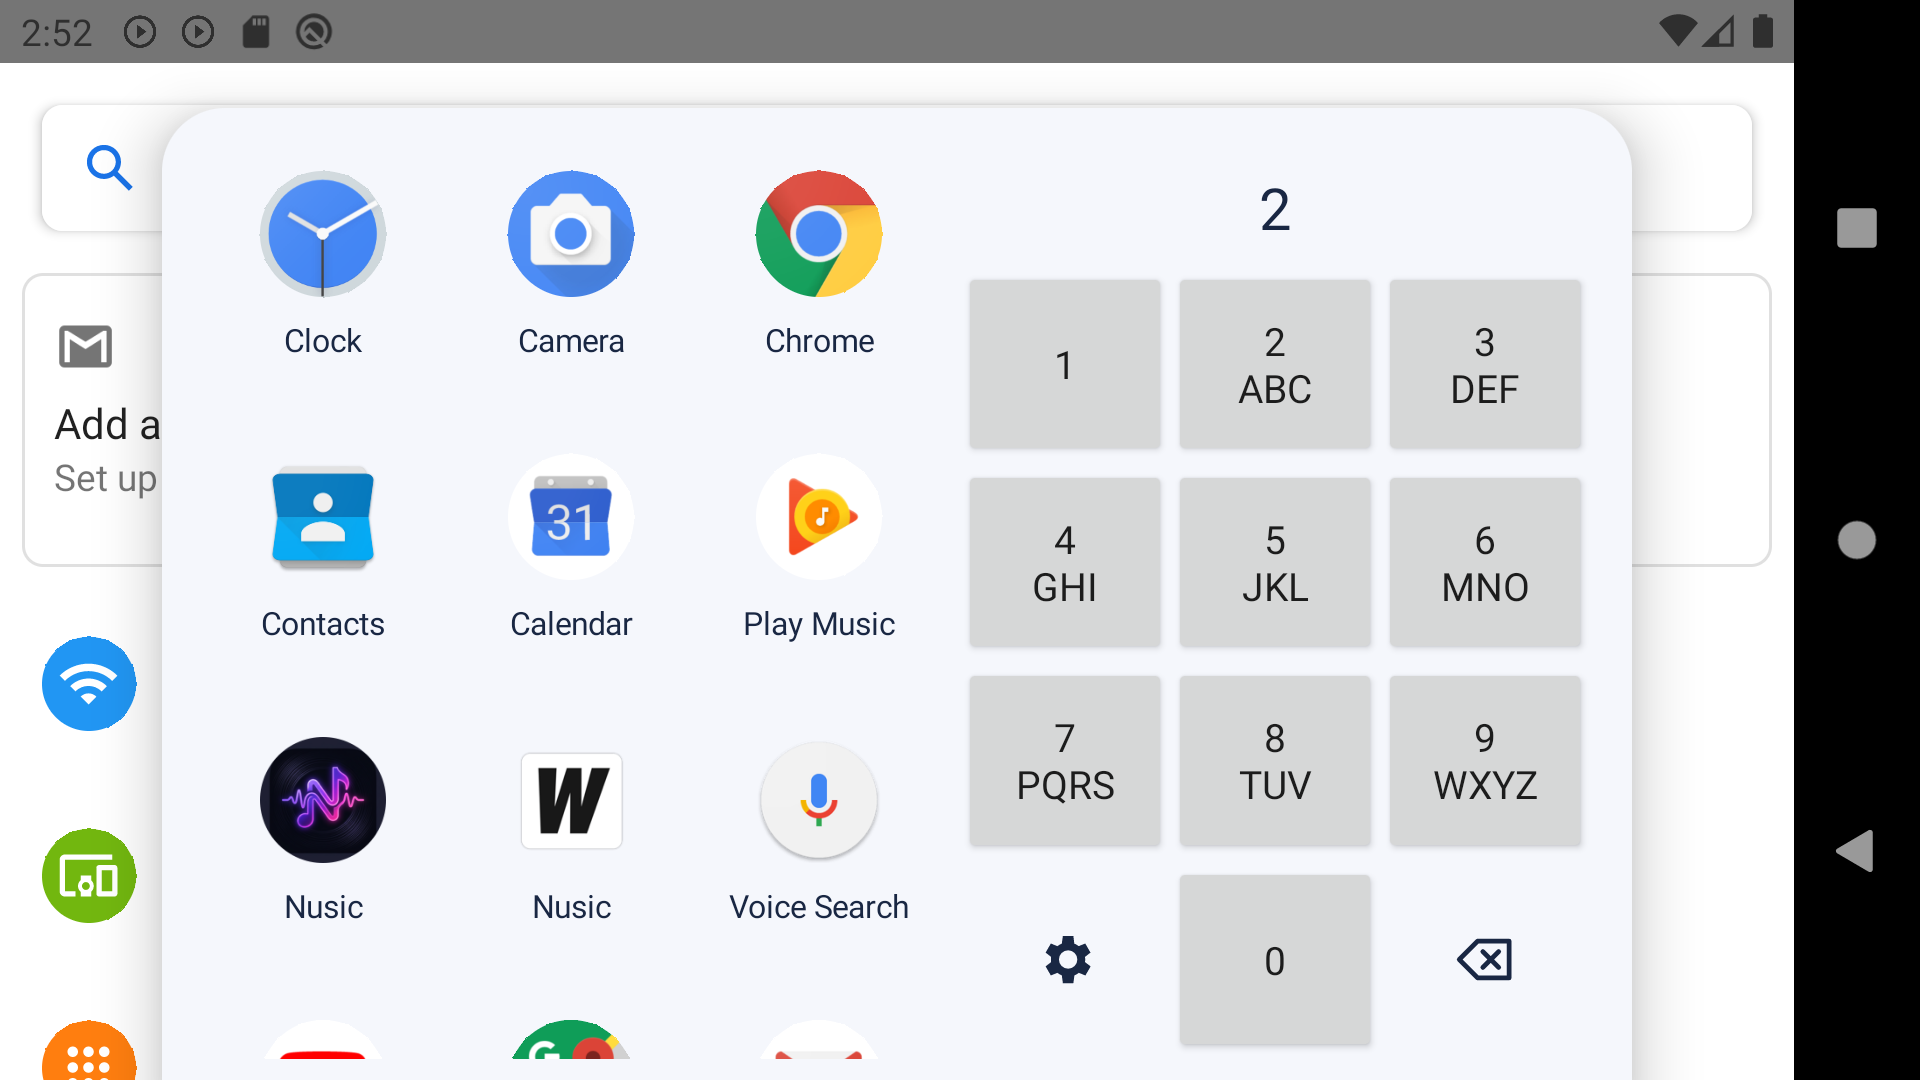 2:52
Add a
Set up
Clock
Camera
Chrome
Contacts
31
Calendar
Play Music
Nusic
W
Nusic
Voice Search
G
2
1
2
ABC
3
DEF
4
GHI
5
JKL
6
MNO
7
PQRS
8
TUV
9
WXYZ
0